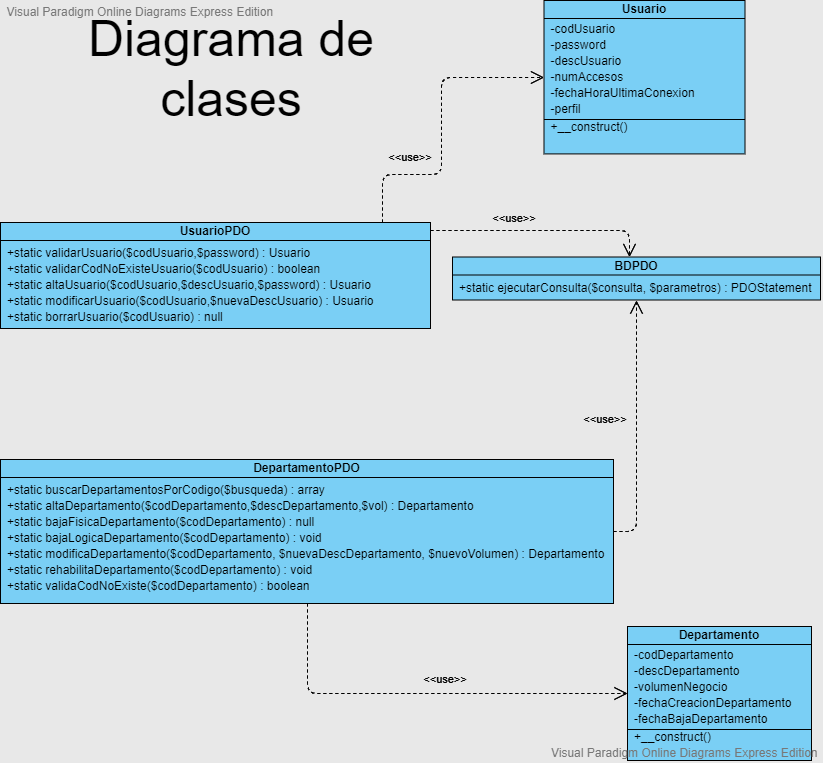 Visual Paradigm Online Diagrams Express Edition
Diagrama de
clases
Usuario
-codUsuario
-password
-descUsuario
-numAccesos
-fechaHoraUltimaConexion
-perfil
+__construct()
<<use>>
<<use>>
UsuarioPDO
+static validarUsuario($codUsuario,$password) : Usuario
+static validarCodNoExisteUsuario($codUsuario) : boolean
+static altaUsuario($codUsuario,$descUsuario,$password) : Usuario
+static modificarUsuario($codUsuario,$nuevaDescUsuario) : Usuario
+static borrarUsuario($codUsuario) : null
BDPDO
+static ejecutarConsulta($consulta, $parametros) : PDOStatement
<<use>>
DepartamentoPDO
+static buscarDepartamentosPorCodigo($busqueda) : array
+static altaDepartamento($codDepartamento,$descDepartamento,$vol) : Departamento
+static bajaFisicaDepartamento($codDepartamento) : null
+static bajaLogicaDepartamento($codDepartamento) : void
+static modificaDepartamento($codDepartamento, $nuevaDescDepartamento, $nuevoVolumen) : Departamento
+static rehabilitaDepartamento($codDepartamento) : void
+static validaCodNoExiste($codDepartamento) : boolean
<<use>>
Departamento
-codDepartamento
-descDepartamento
-volumenNegocio
-fechaCreacionDepartamento
-fechaBajaDepartamento
+__construct()
Visual Paradigm Online Diagrams Express Edition